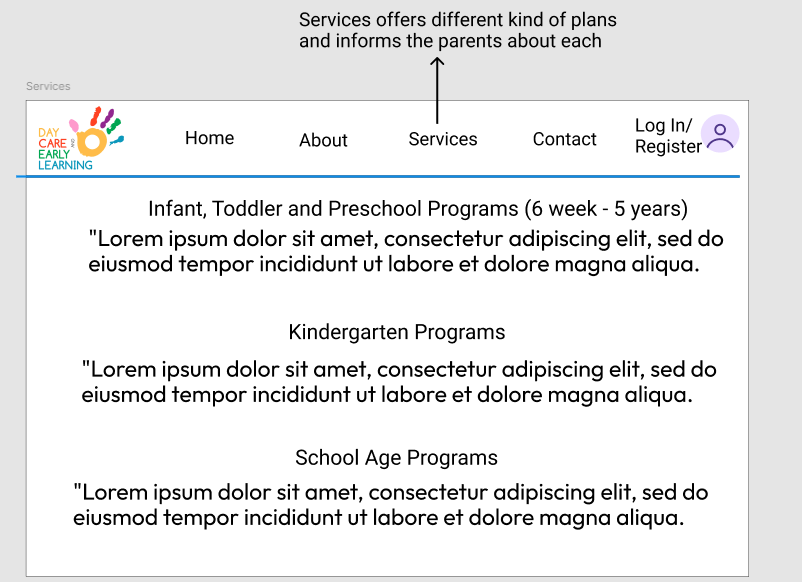 Services offers different kind of plans
and informs the parents about each
Services
DAY
CARE AND
EARLY
LEARNING
Home
About
Services
Contact
Log In/
Register
Infant, Toddler and Preschool Programs (6 week - 5 years)
"Lorem ipsum dolor sit amet, consectetur adipiscing elit, sed do
eiusmod tempor incididunt ut labore et dolore magna aliqua.
Kindergarten Programs
"Lorem ipsum dolor sit amet, consectetur adipiscing elit, sed do
eiusmod tempor incididunt ut labore et dolore magna aliqua.
School Age Programs
"Lorem ipsum dolor sit amet, consectetur adipiscing elit, sed do
eiusmod tempor incididunt ut labore et dolore magna aliqua.